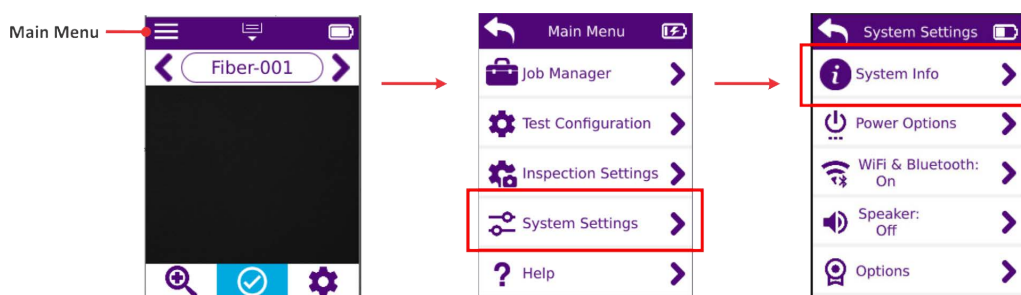 Main Menu
Fiber-001
Main Menu
Job Manager
Test Configuration
Inspection Settings
System Settings
? Help
System Settings
System Info
Power Options
WiFi & Bluetooth:
On
Speaker:
Off
Options